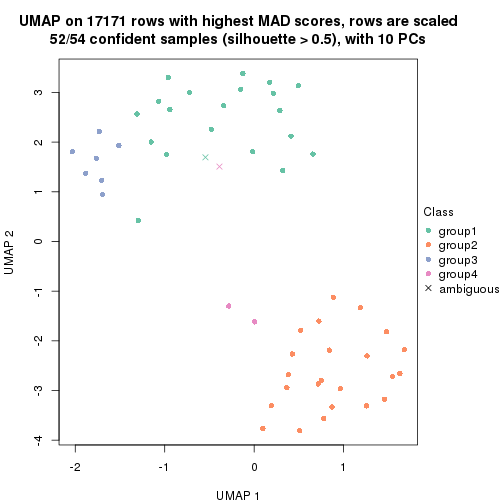 UMAP on 17171 rows with highest MAD scores, rows are scaled
52/54 confident samples (silhouette > 0.5), with 10 PCs
3
2
1
0
-1
-2
-3
-4
UMAP 2
-2
-1
0
1
UMAP 1
Class
group1
group2
group3
group4
ambiguous